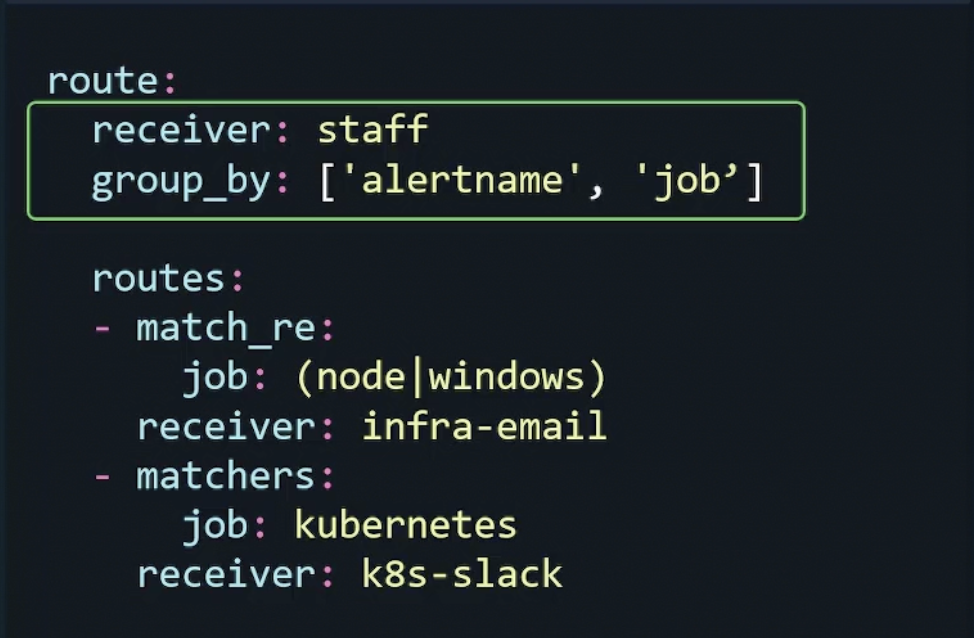 route:
  receiver: staff
  group_by: ['alertname', 'job’]
  routes:
  - match_re:
      job: (node|windows)
    receiver: infra-email
  - matchers:
      job: kubernetes
    receiver: k8s-slack